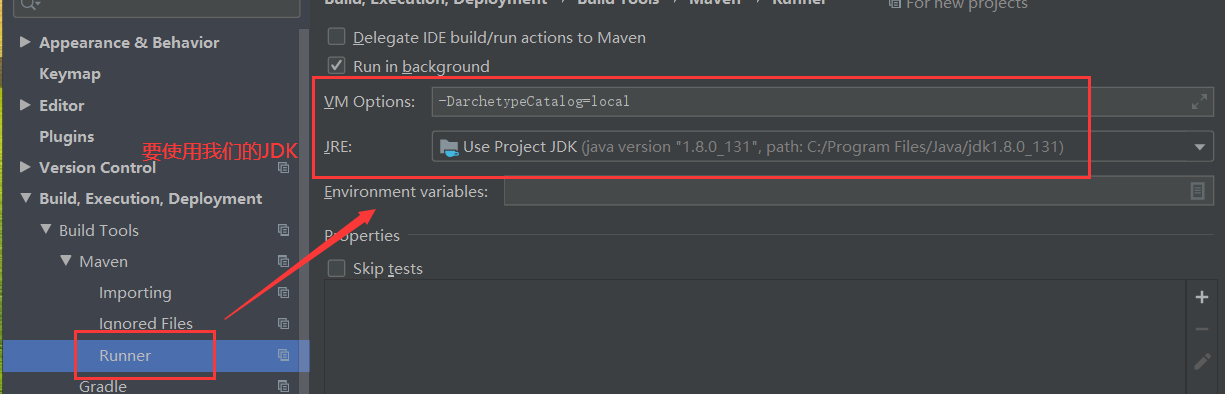 Build, Execution, Deployment > Build Tools > Maven > Runner For new projects
Appearance & Behavior
Keymap
Editor
Plugins
Version Control
Build, Execution, Deployment
Build Tools
Maven
Importing
Ignored Files
Runner
Gradle
要使用我们的JDK
Delegate IDE build/run actions to Maven
Run in background
VM Options: -DarchetypeCatalog=local
JRE: Use Project JDK (java version "1.8.0_131", path: C:/Program Files/Java/jdk1.8.0_131)
Environment variables:
Properties
Skip tests